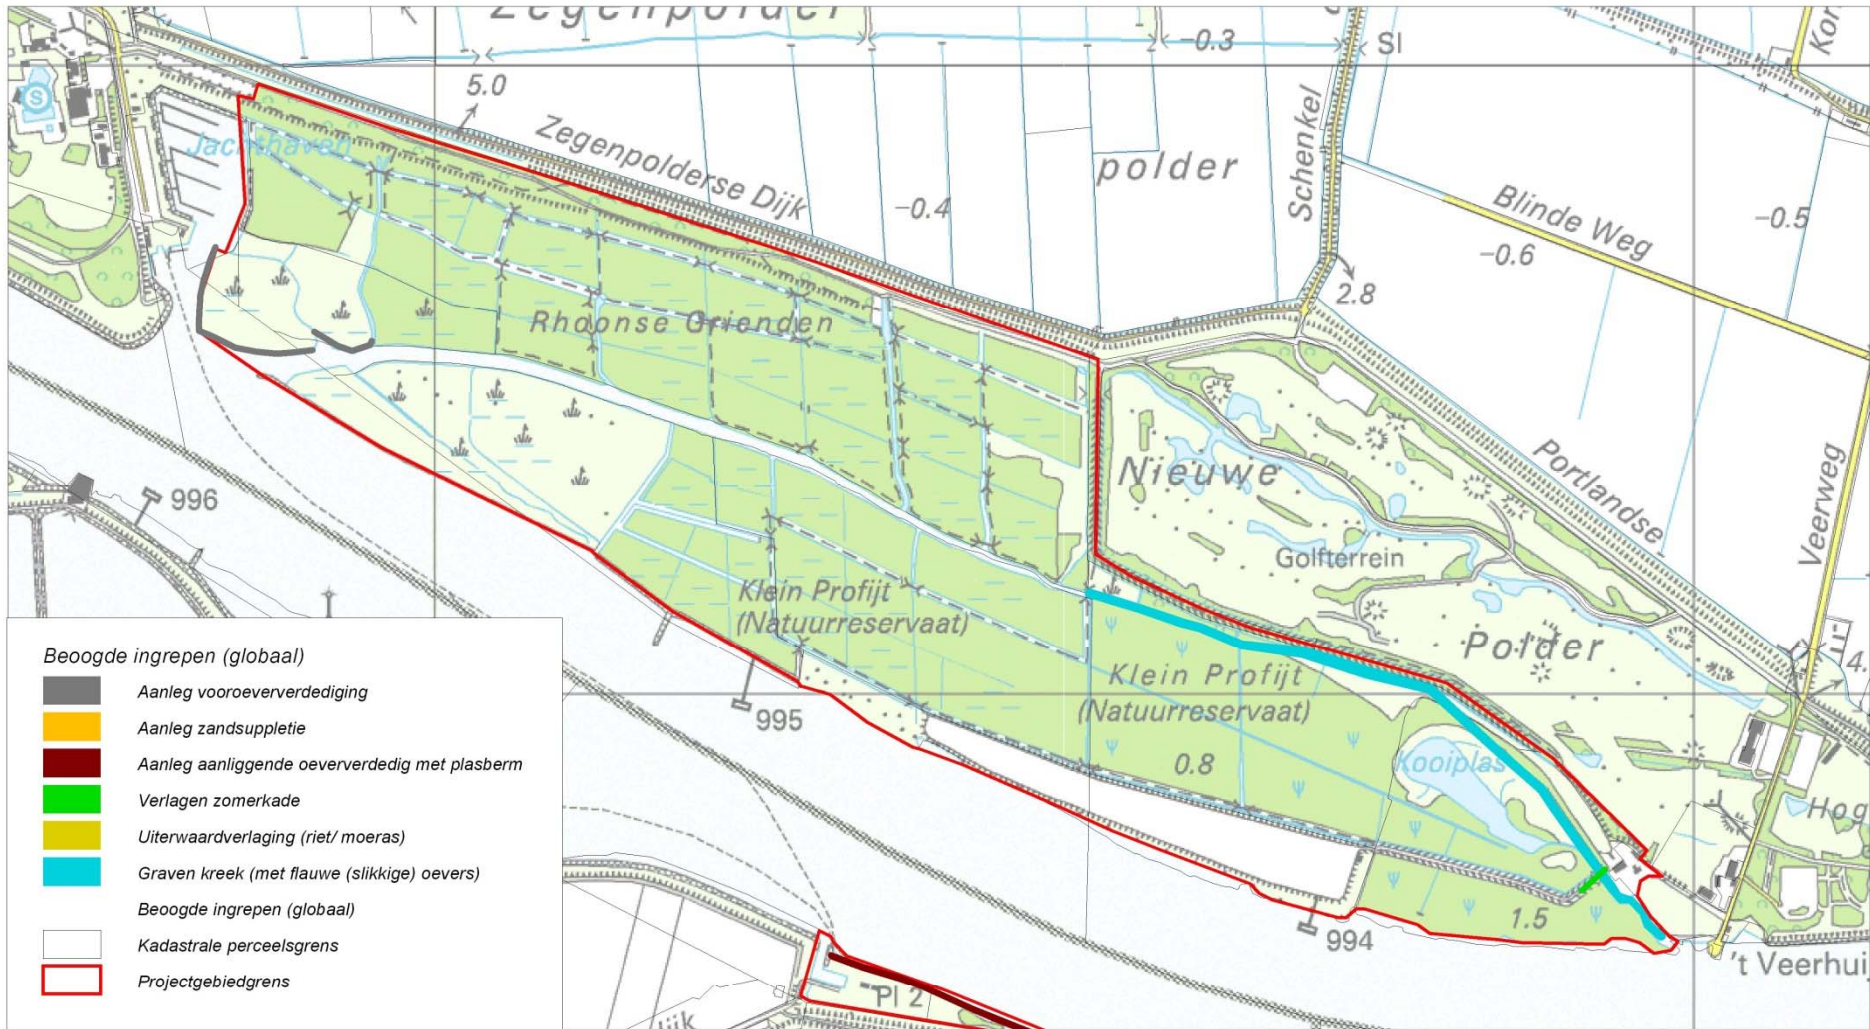 Zegenpolder
-0.3
Sl
5.0
Jachthaven
Zegenpolderse Dijk
polder
-0.4
Schenkel
Blinde Weg
-0.5
-0.6
2.8
Rhoonse Grienden
Nieuwe
Portlandse
Veerweg
996
Golfterrein
Klein Profijt
(Natuurreservaat)
Polder
4.
Klein Profijt
(Natuurreservaat)
995
0.8
Kooiplas
Hog
1.5
994
't Veerhui
Pl 2
ijk
S
Beoogde ingrepen (globaal)
Aanleg vooroeververdediging
Aanleg zandsuppletie
Aanleg aanliggende oeververdedig met plasberm
Verlagen zomerkade
Uiterwaardverlaging (riet/ moeras)
Graven kreek (met flauwe (slikkige) oevers)
Beoogde ingrepen (globaal)
Kadastrale perceelsgrens
Projectgebiedgrens